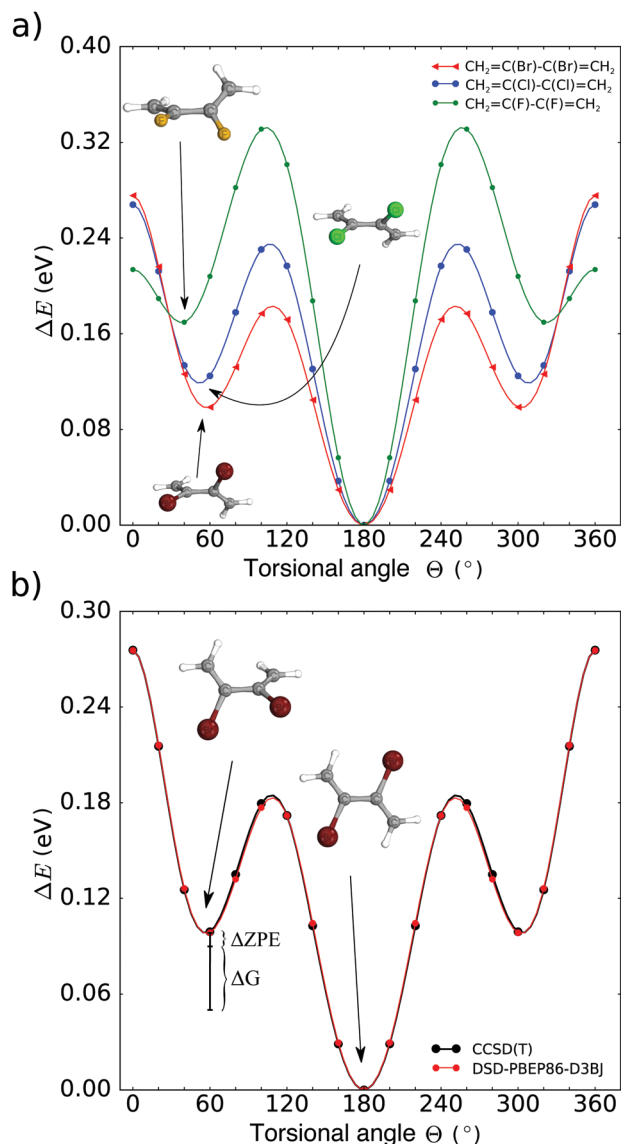 a)
CH₂=C(Br)-C(Br)=CH₂
CH₂=C(Cl)-C(Cl)=CH₂
CH₂=C(F)-C(F)=CH₂
0.40
0.32
0.24
0.16
0.08
0.00
ΔE (eV)
0 60 120 180 240 300 360
Torsional angle Θ (°)
b)
0.30
0.24
0.18
0.12
0.06
0.00
ΔE (eV)
ΔZPE
ΔG
CCSD(T)
DSD-PBEP86-D3BJ
0 60 120 180 240 300 360
Torsional angle Θ (°)